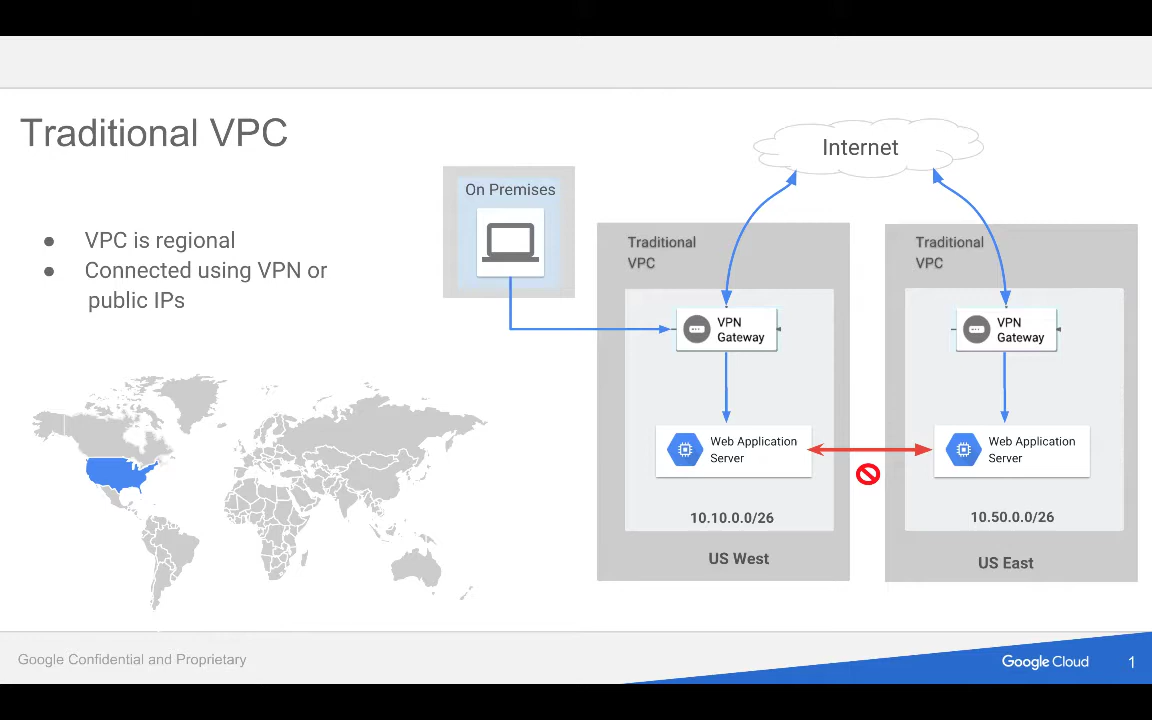 Traditional VPC
● VPC is regional
● Connected using VPN or
public IPs
On Premises
Internet
Traditional
VPC
VPN
Gateway
Web Application
Server
10.10.0.0/26
US West
Traditional
VPC
VPN
Gateway
Web Application
Server
10.50.0.0/26
US East
Google Confidential and Proprietary
Google Cloud
1